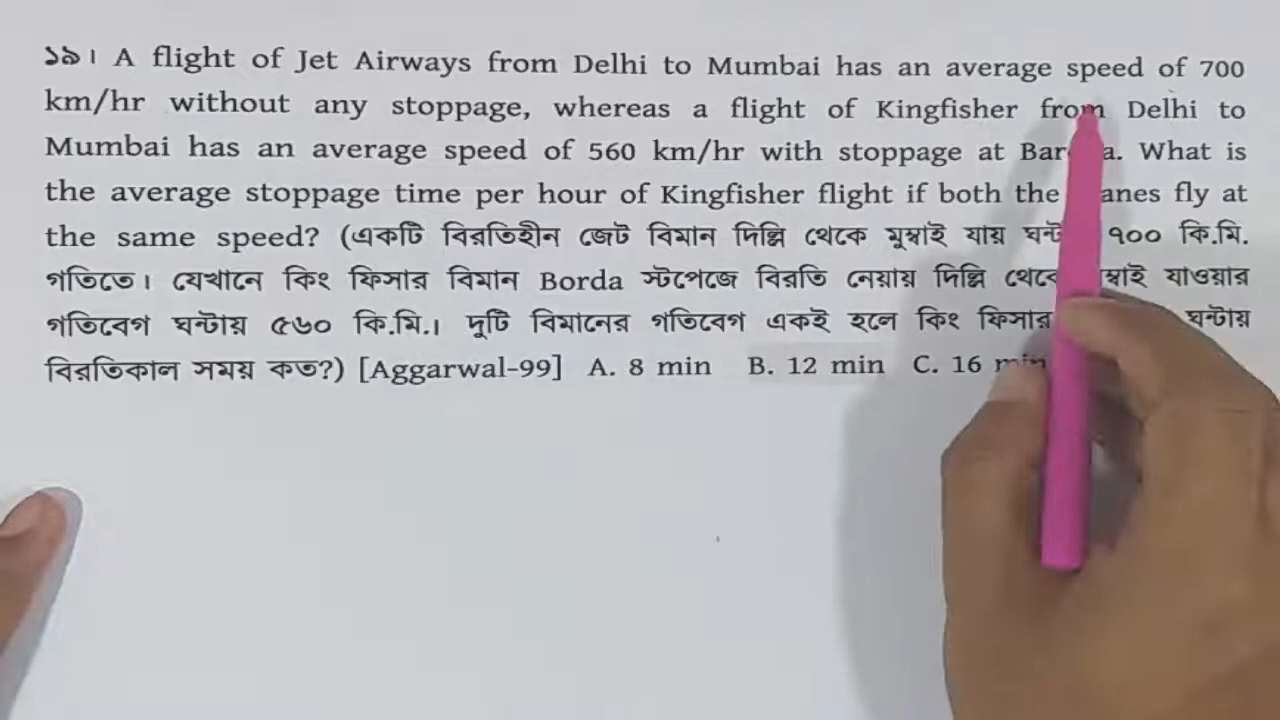 ১৯। A flight of Jet Airways from Delhi to Mumbai has an average speed of 700
km/hr without any stoppage, whereas a flight of Kingfisher from Delhi to
Mumbai has an average speed of 560 km/hr with stoppage at What is
the average stoppage time per hour of Kingfisher flight if both the fly at
the same speed? (একটি বিরতিহীন জেট বিমান দিল্লি থেকে মুম্বাই যায় ৭০০ কি.মি.
গতিতে। যেখানে কিং ফিসার বিমান Borda স্টপেজে বিরতি নেয়ায় দিল্লি যাওয়ার
গতিবেগ ঘন্টায় ৫৬০ কি.মি.। দুটি বিমানের গতিবেগ একই হলে কিং ফিসার ঘন্টায়
বিরতিকাল সময় কত?) [Aggarwal-99] A. 8 min B. 12 min C. 16 min